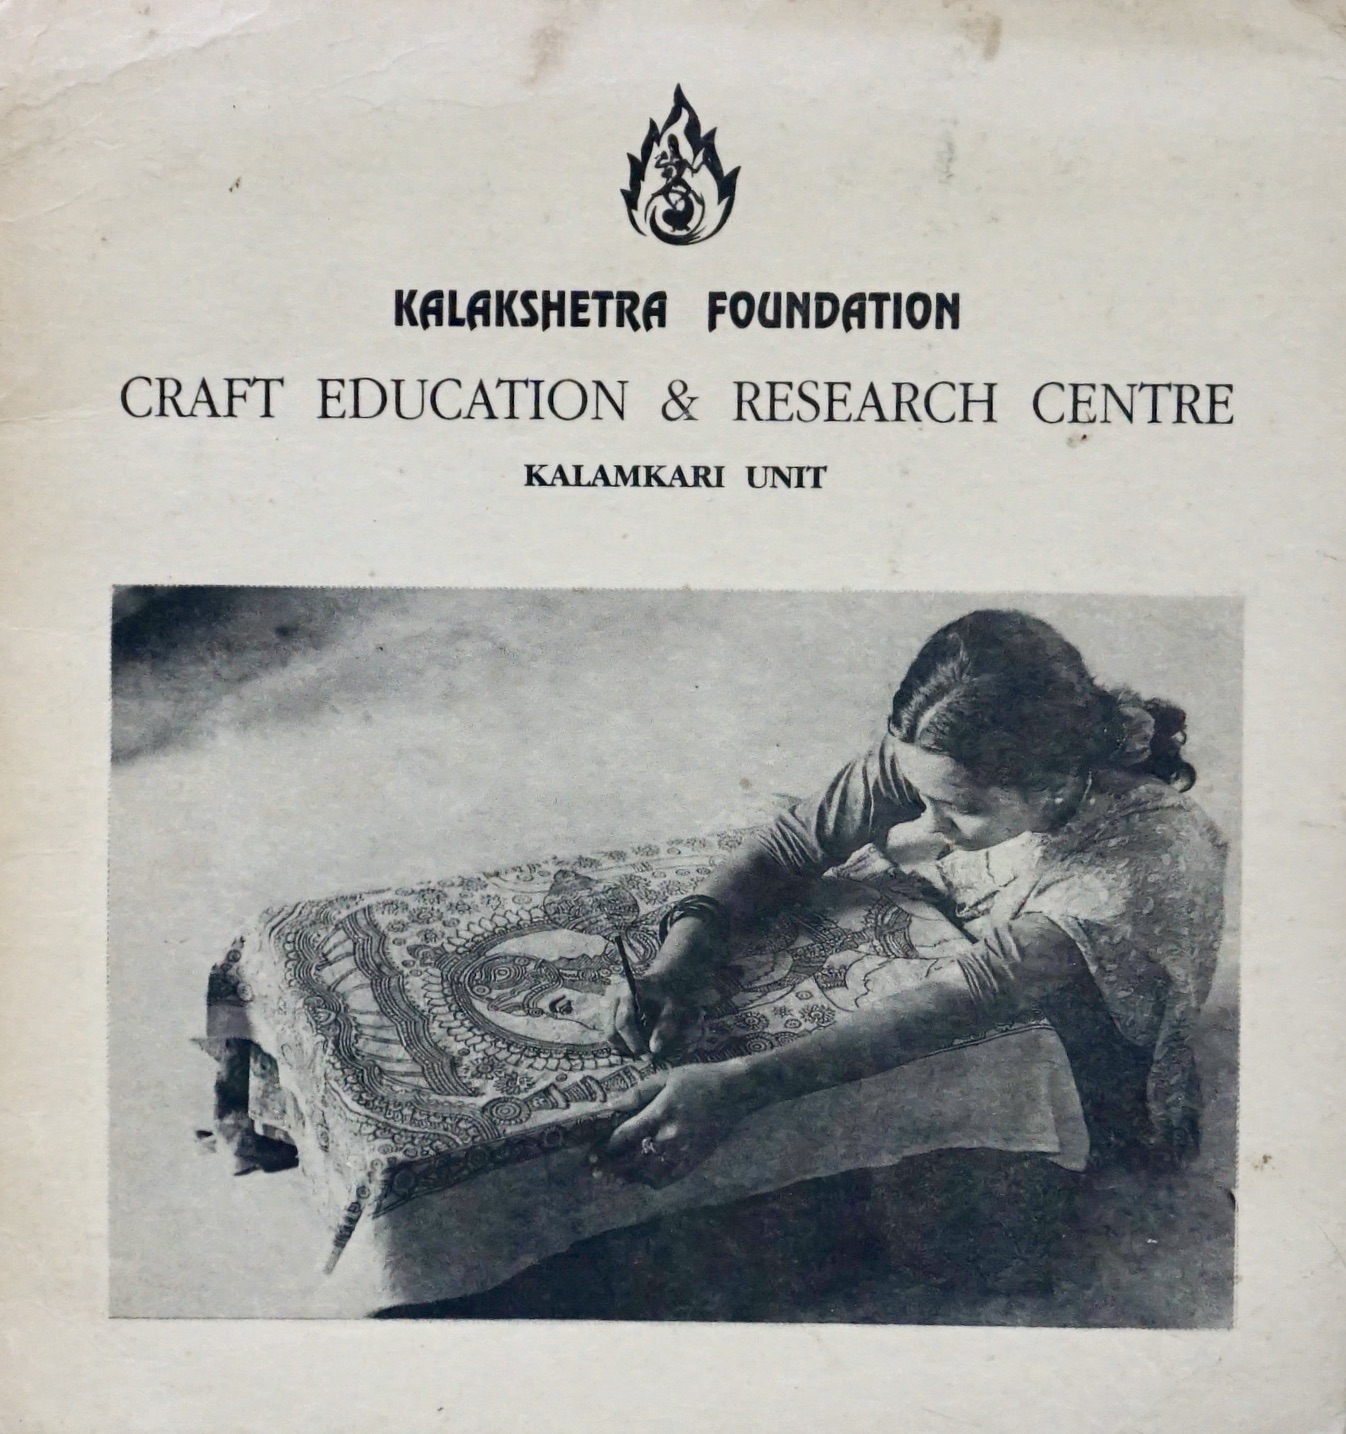 KALAKSHETRA FOUNDATION
CRAFT EDUCATION & RESEARCH CENTRE
KALAMKARI UNIT